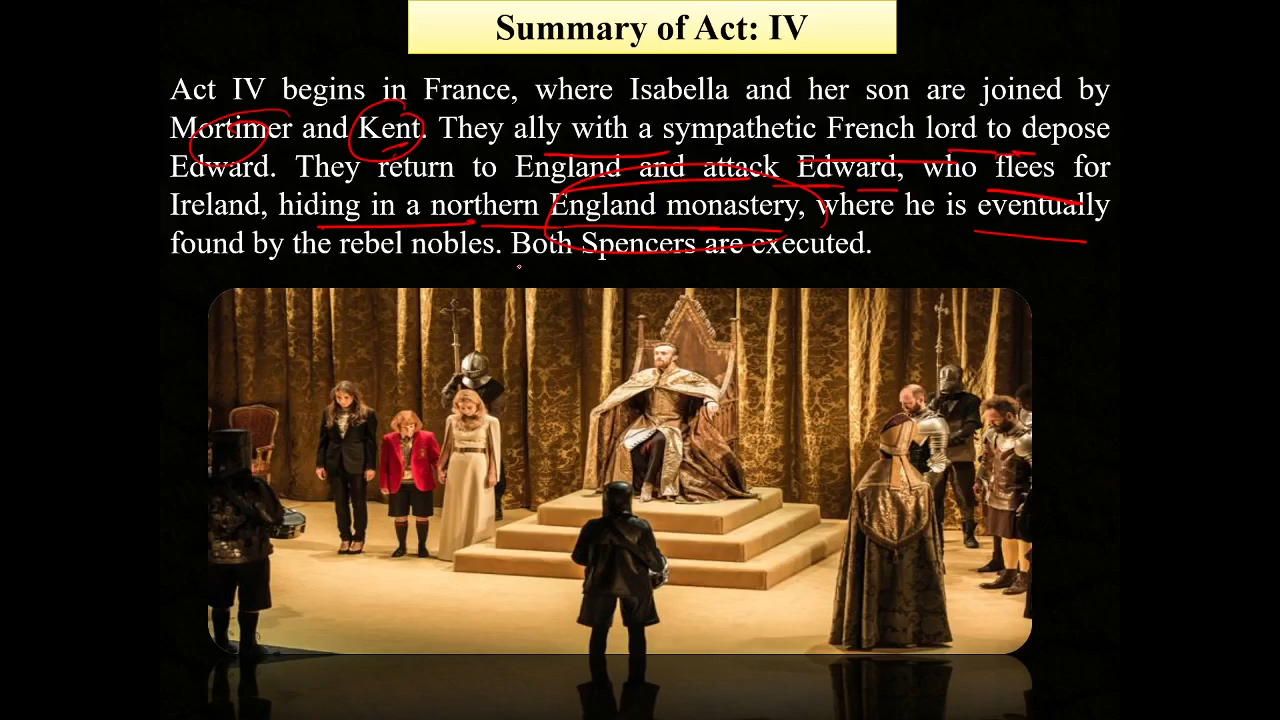 Summary of Act: IV
Act IV begins in France, where Isabella and her son are joined by
Mortimer and Kent. They ally with a sympathetic French lord to depose
Edward. They return to England and attack Edward, who flees for
Ireland, hiding in a northern England monastery, where he is eventually
found by the rebel nobles. Both Spencers are executed.